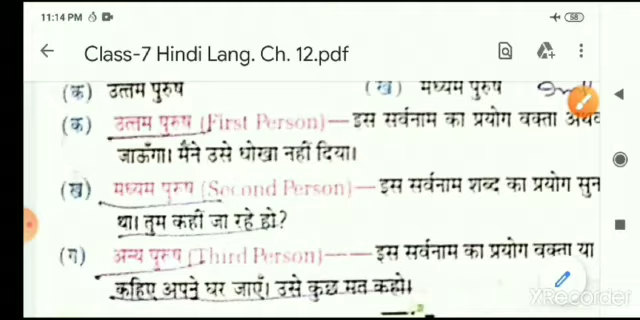 11:14 PM 58
Class-7 Hindi Lang. Ch. 12.pdf
(क) उत्तम पुरुष (ख) मध्यम पुरुष
(क) उत्तम पुरुष (First Person)—इस सर्वनाम का प्रयोग वक्ता
जाऊँगा। मैंने उसे धोखा नहीं दिया।
(ख) मध्यम पुरुष (Second Person)—इस सर्वनाम शब्द का प्रयोग
था। तुम कहीं जा रहे हो?
(ग) अन्य पुरुष (Third Person)——इस सर्वनाम का प्रयोग वक्ता या
कहिए अपने घर जाएँ। उसे कुछ मत कहो।
XRecorder